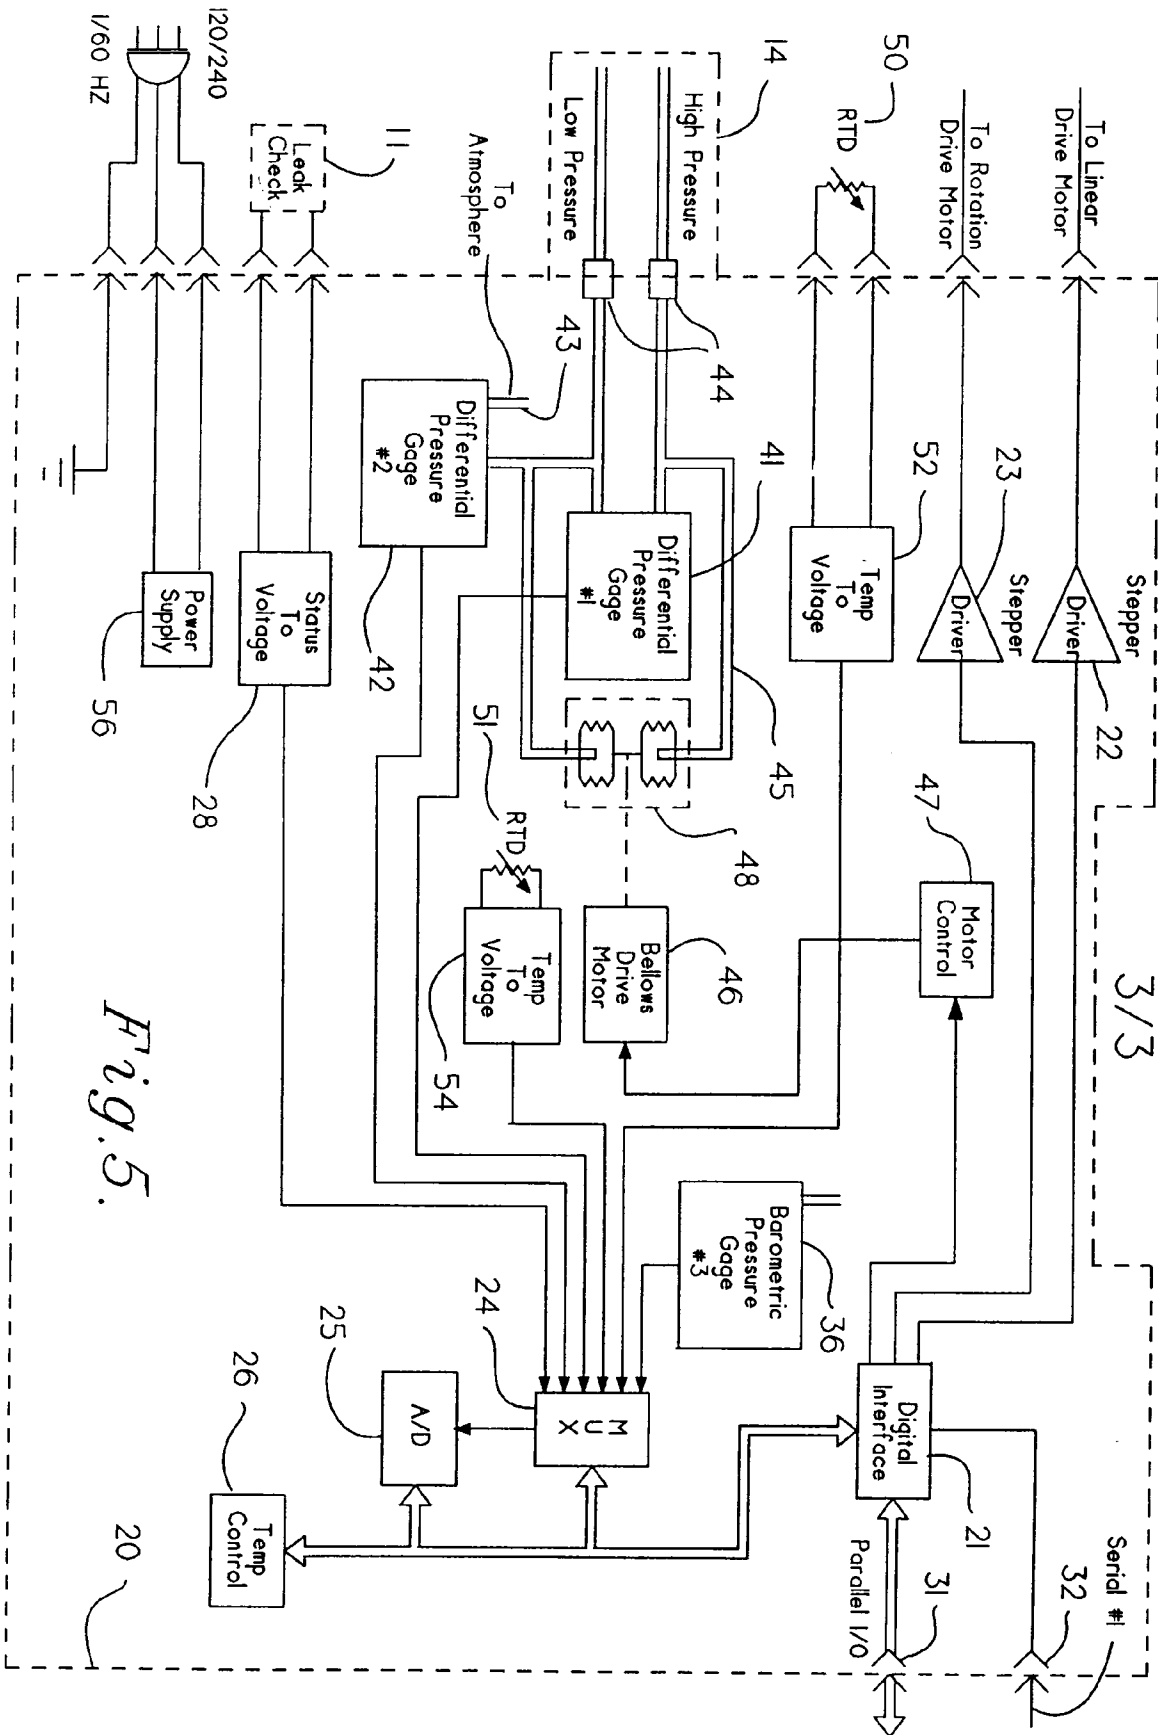 3/3
To Linear
Drive Motor
Stepper
Driver
22
To Rotation
Drive Motor
Stepper
Driver
23
50
RTD
52
Temp
To
Voltage
47
Motor
Control
Digital
Interface
21
Serial #1
32
31
Parallel I/O
14
High Pressure
Low Pressure
44
41
Differential
Pressure
Gage
#1
45
48
46
Bellows
Drive
Motor
Barometric
Pressure
Gage
#3
36
To
Atmosphere
43
Differential
Pressure
Gage
#2
42
51
RTD
Temp
To
Voltage
54
24
M
U
X
25
A/D
26
Temp
Control
11
Leak
Check
Status
To
Voltage
28
120/240
1/60 HZ
Power
Supply
56
20
Fig.5.